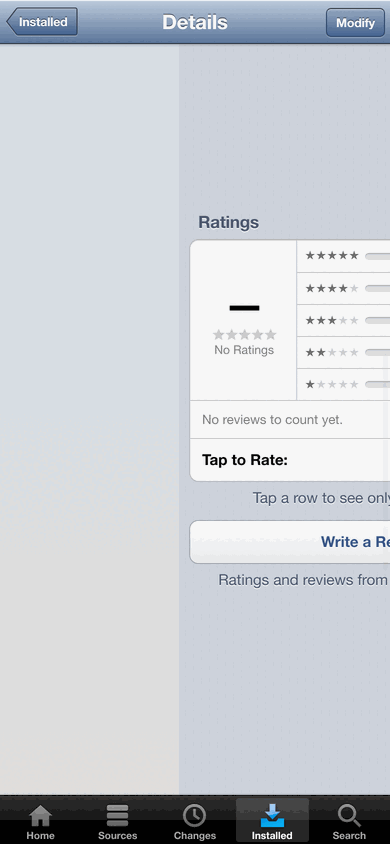 Installed
Details
Modify
Ratings
No Ratings
No reviews to count yet.
Tap to Rate:
Tap a row to see only
Write a Re
Ratings and reviews from
Home
Sources
Changes
Installed
Search